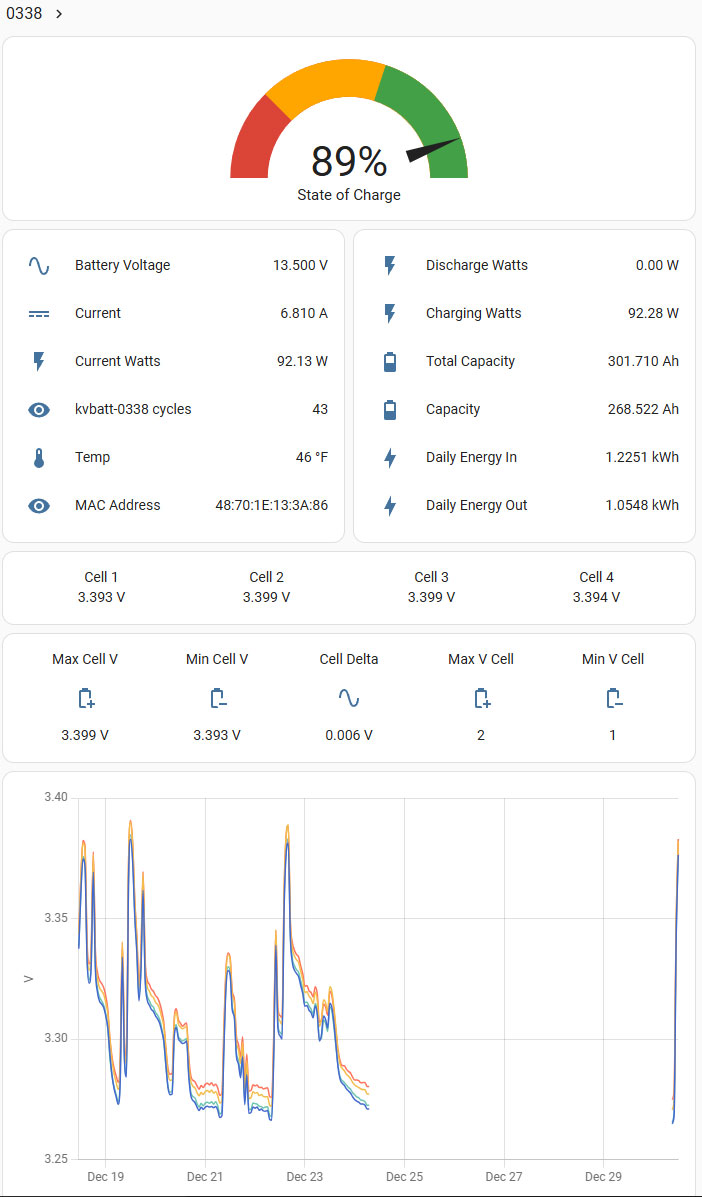 0338
89%
State of Charge
Battery Voltage 13.500 V
Current 6.810 A
Current Watts 92.13 W
kvbatt-0338 cycles 43
Temp 46 °F
MAC Address 48:70:1E:13:3A:86
Discharge Watts 0.00 W
Charging Watts 92.28 W
Total Capacity 301.710 Ah
Capacity 268.522 Ah
Daily Energy In 1.2251 kWh
Daily Energy Out 1.0548 kWh
Cell 1 Cell 2 Cell 3 Cell 4
3.393 V 3.399 V 3.399 V 3.394 V
Max Cell V Min Cell V Cell Delta Max V Cell Min V Cell
3.399 V 3.393 V 0.006 V 2 1
3.40
3.35
V
3.30
3.25
Dec 19 Dec 21 Dec 23 Dec 25 Dec 27 Dec 29